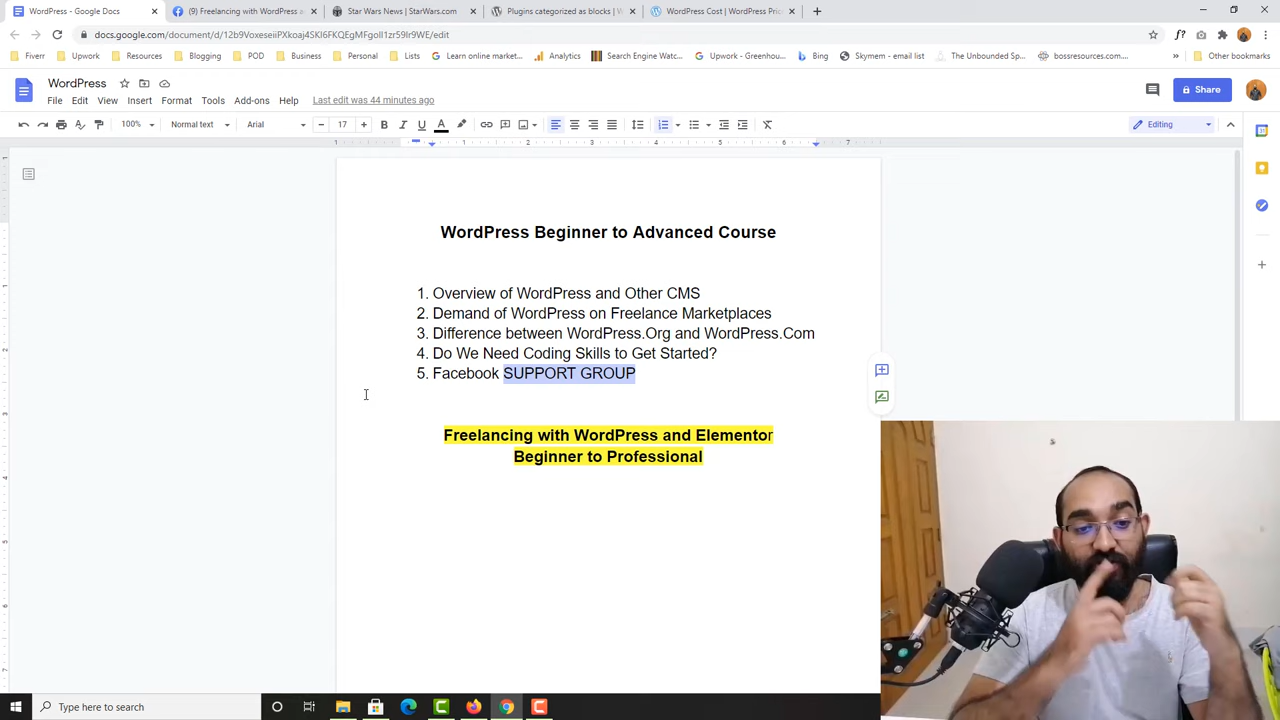 WordPress - Google Docs
(9) Freelancing with WordPress a
Star Wars News | StarWars.com
Plugins categorized as blocks | W
WordPress Cost | WordPress Pric
docs.google.com/document/d/
/edit
Fiverr
Upwork
Resources
Blogging
POD
Business
Personal
Lists
Learn online market...
Analytics
Search Engine Watc...
Upwork - Greenhou...
Bing
Skymem - email list
The Unbounded Sp...
bossresources.com...
Other bookmarks
WordPress
File Edit View Insert Format Tools Add-ons Help Last edit was 44 minutes ago
Share
100% Normal text Arial 17
Editing
WordPress Beginner to Advanced Course
1. Overview of WordPress and Other CMS
2. Demand of WordPress on Freelance Marketplaces
3. Difference between WordPress.Org and WordPress.Com
4. Do We Need Coding Skills to Get Started?
5. Facebook SUPPORT GROUP
Freelancing with WordPress and Elementor
Beginner to Professional
Type here to search